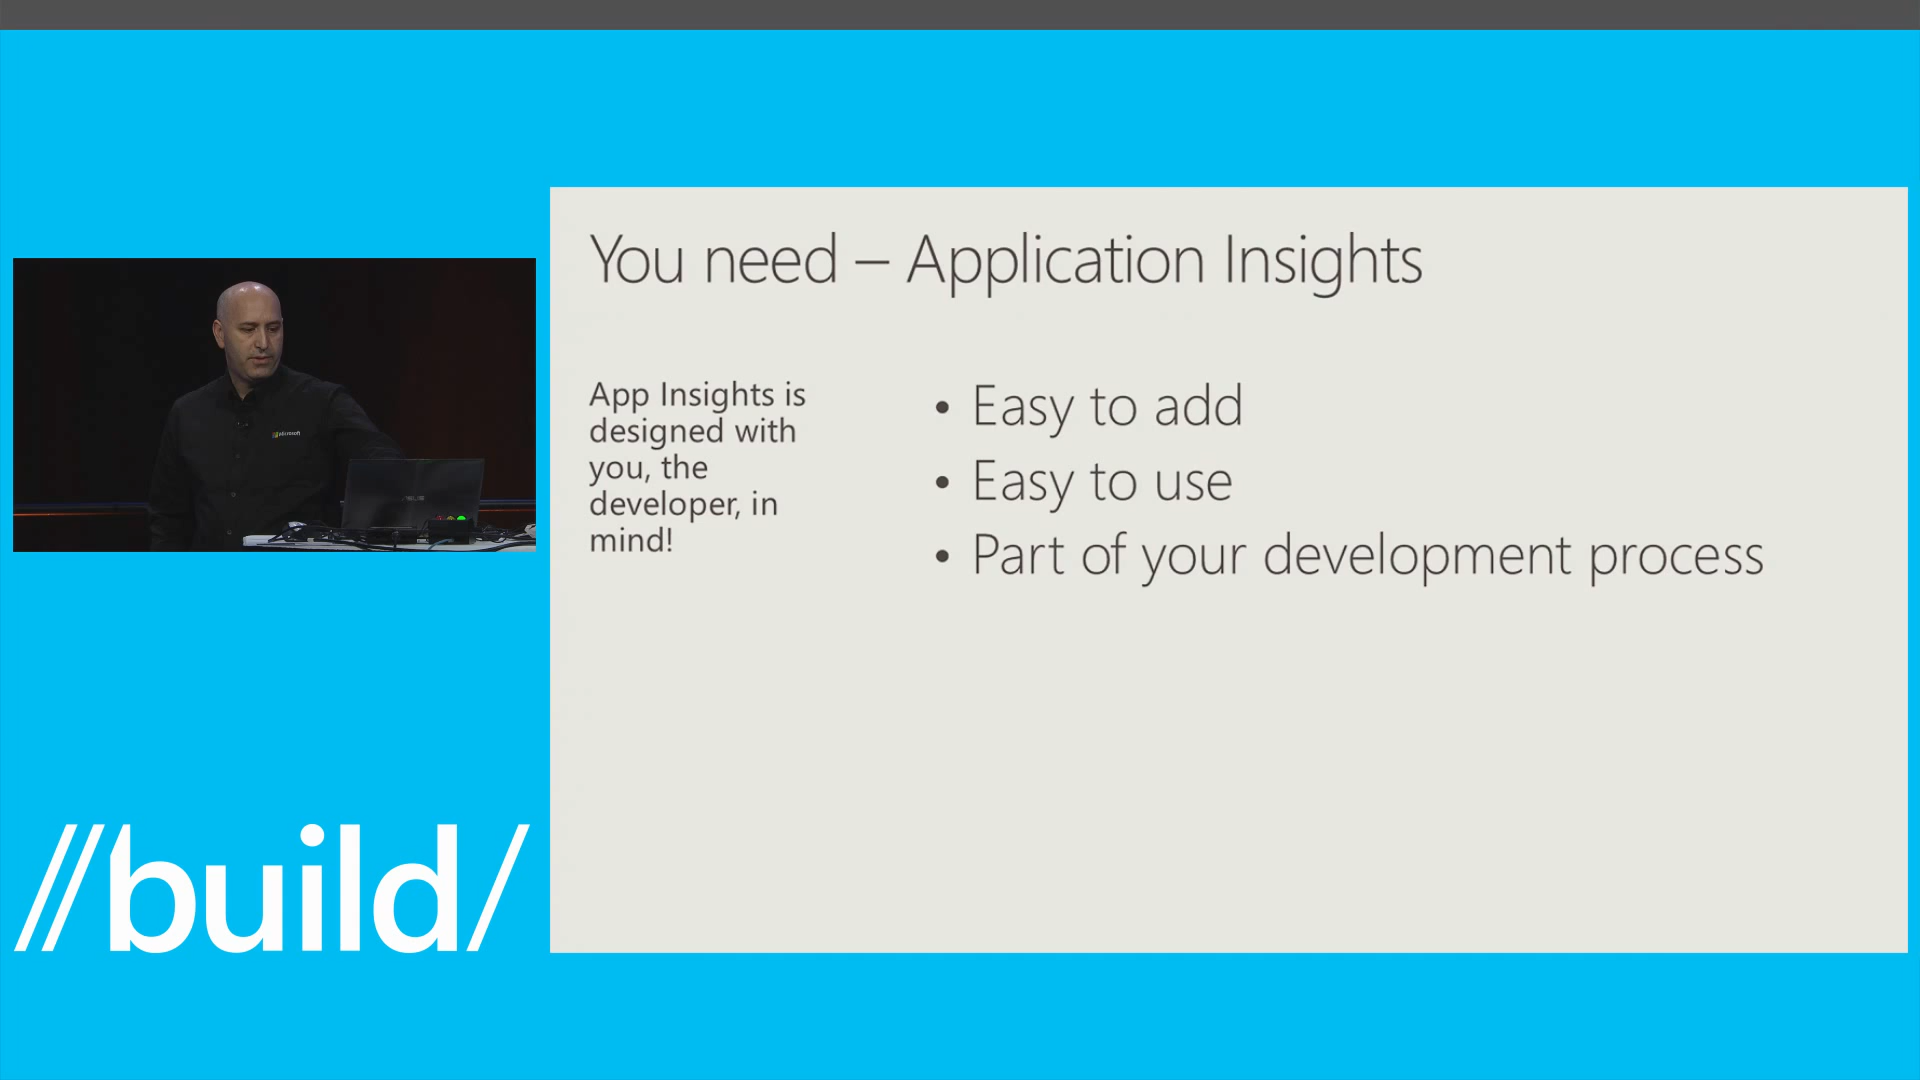 You need – Application Insights
App Insights is
designed with
you, the
developer, in
mind!
• Easy to add
• Easy to use
• Part of your development process
Microsoft
//build/